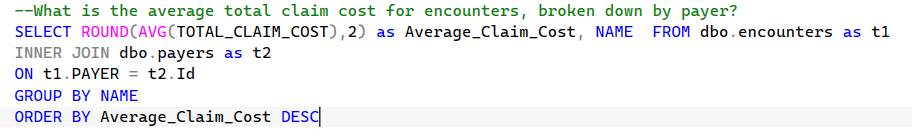 --What is the average total claim cost for encounters, broken down by payer?
SELECT ROUND(AVG(TOTAL_CLAIM_COST),2) as Average_Claim_Cost, NAME  FROM dbo.encounters as t1
INNER JOIN dbo.payers as t2
ON t1.PAYER = t2.Id
GROUP BY NAME
ORDER BY Average_Claim_Cost DESC